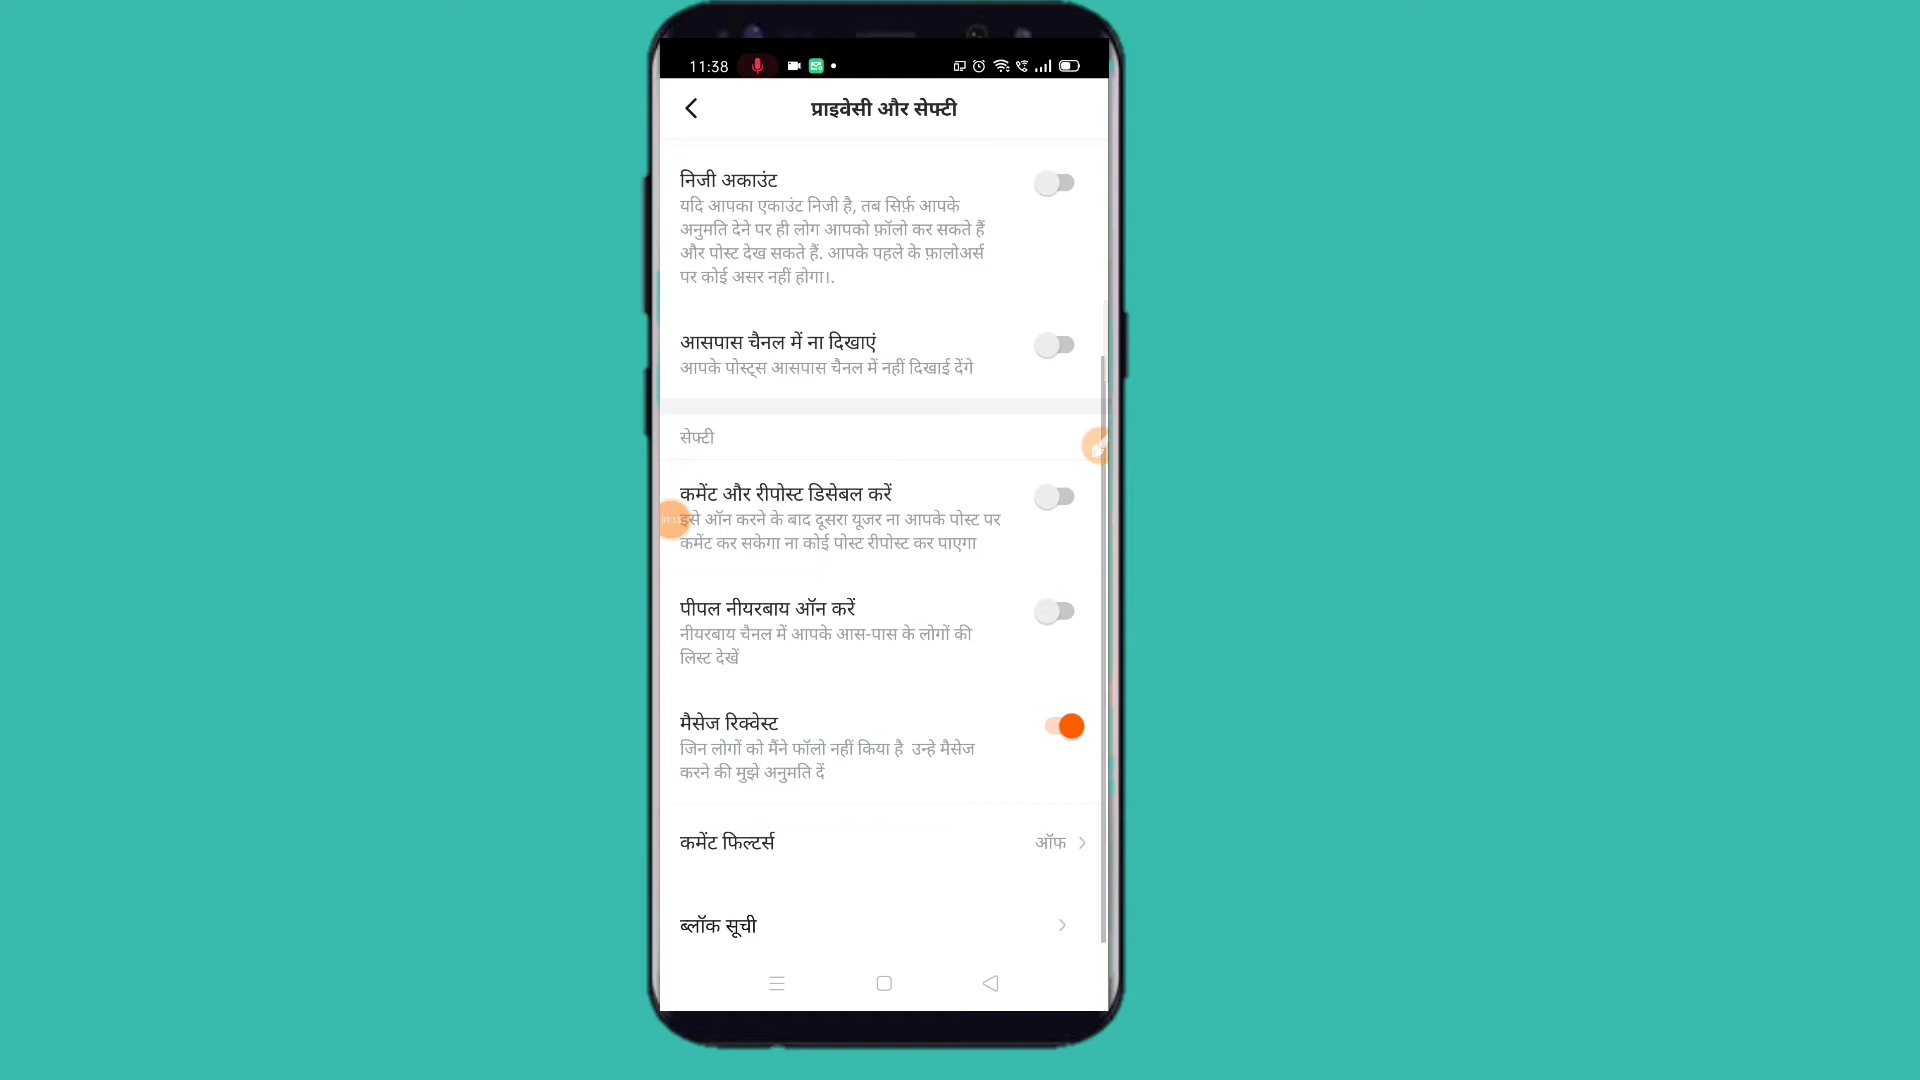 11:38
प्राइवेसी और सेफ्टी
निजी अकाउंट
यदि आपका एकाउंट निजी है, तब सिर्फ़ आपके
अनुमति देने पर ही लोग आपको फ़ॉलो कर सकते हैं
और पोस्ट देख सकते हैं. आपके पहले के फ़ालोअर्स
पर कोई असर नहीं होगा।.
आसपास चैनल में ना दिखाएं
आपके पोस्ट्स आसपास चैनल में नहीं दिखाई देंगे
सेफ्टी
कमेंट और रीपोस्ट डिसेबल करें
इसे ऑन करने के बाद दूसरा यूजर ना आपके पोस्ट पर
कमेंट कर सकेगा ना कोई पोस्ट रीपोस्ट कर पाएगा
पीपल नीयरबाय ऑन करें
नीयरबाय चैनल में आपके आस-पास के लोगों की
लिस्ट देखें
मैसेज रिक्वेस्ट
जिन लोगों को मैंने फॉलो नहीं किया है उन्हे मैसेज
करने की मुझे अनुमति दें
कमेंट फिल्टर्स ऑफ
ब्लॉक सूची